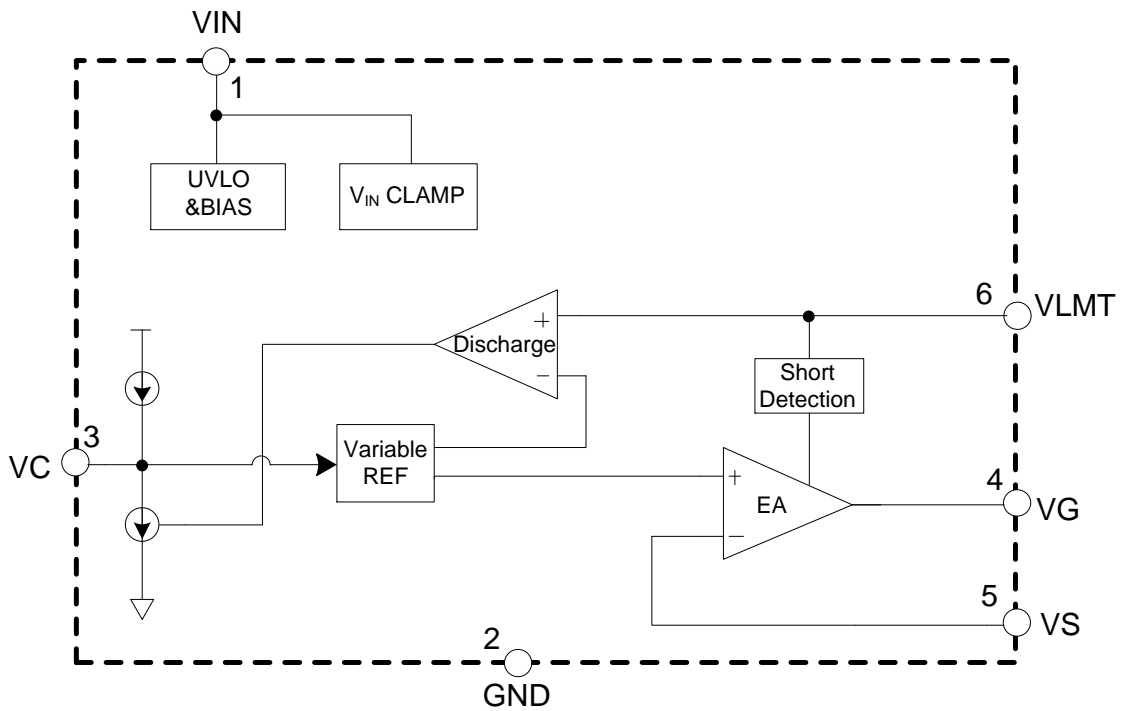 VIN
1
UVLO
&BIAS
VIN CLAMP
6
VLMT
+
Discharge
−
Short
Detection
3
VC
Variable
REF
+
EA
−
4
VG
5
VS
2
GND